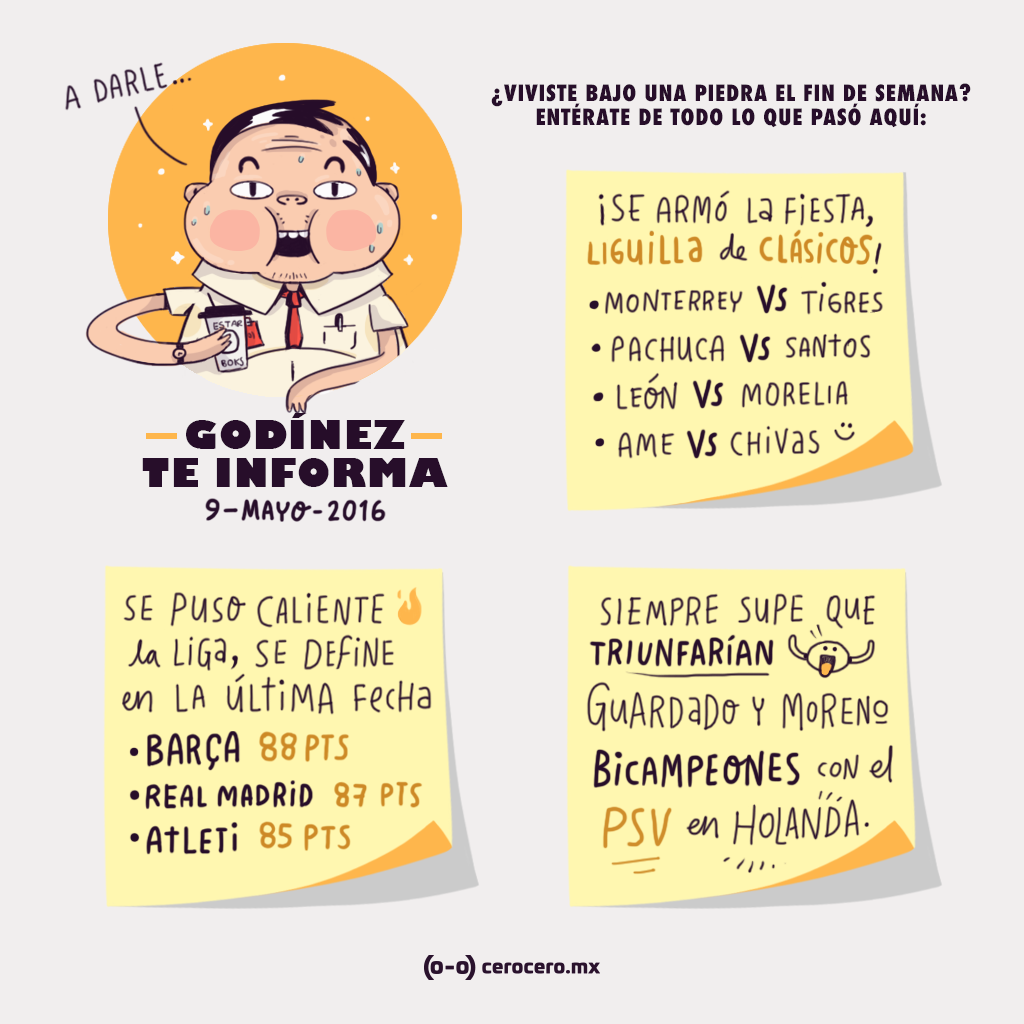 A DARLE...
ESTAR
BOKS
GODÍNEZ
TE INFORMA
9-MAYO-2016
¿VIVISTE BAJO UNA PIEDRA EL FIN DE SEMANA?
ENTÉRATE DE TODO LO QUE PASÓ AQUÍ:
¡SE ARMÓ La FiESTA,
LIGUILLa de CLÁSICOS!
• MONTERREY VS TiGRES
• PACHUCA VS SANTOS
• LEÓN VS MORELIA
• AME VS CHiVas
SE PUSO CALIENTE
la LiGa, SE DEFiNE
en LA ÚLTIMA FecHa
• BARÇA 88 PTS
• REAL MADRiD 87 PTS
• AtLETi 85 PTS
SIEMPRE SUPE QUE
TRIUNFARÍAN
GUARDaDO Y MORENO
BiCAMPEONES CON el
PSV en HOLANDA.
(o-o) cerocero.mx